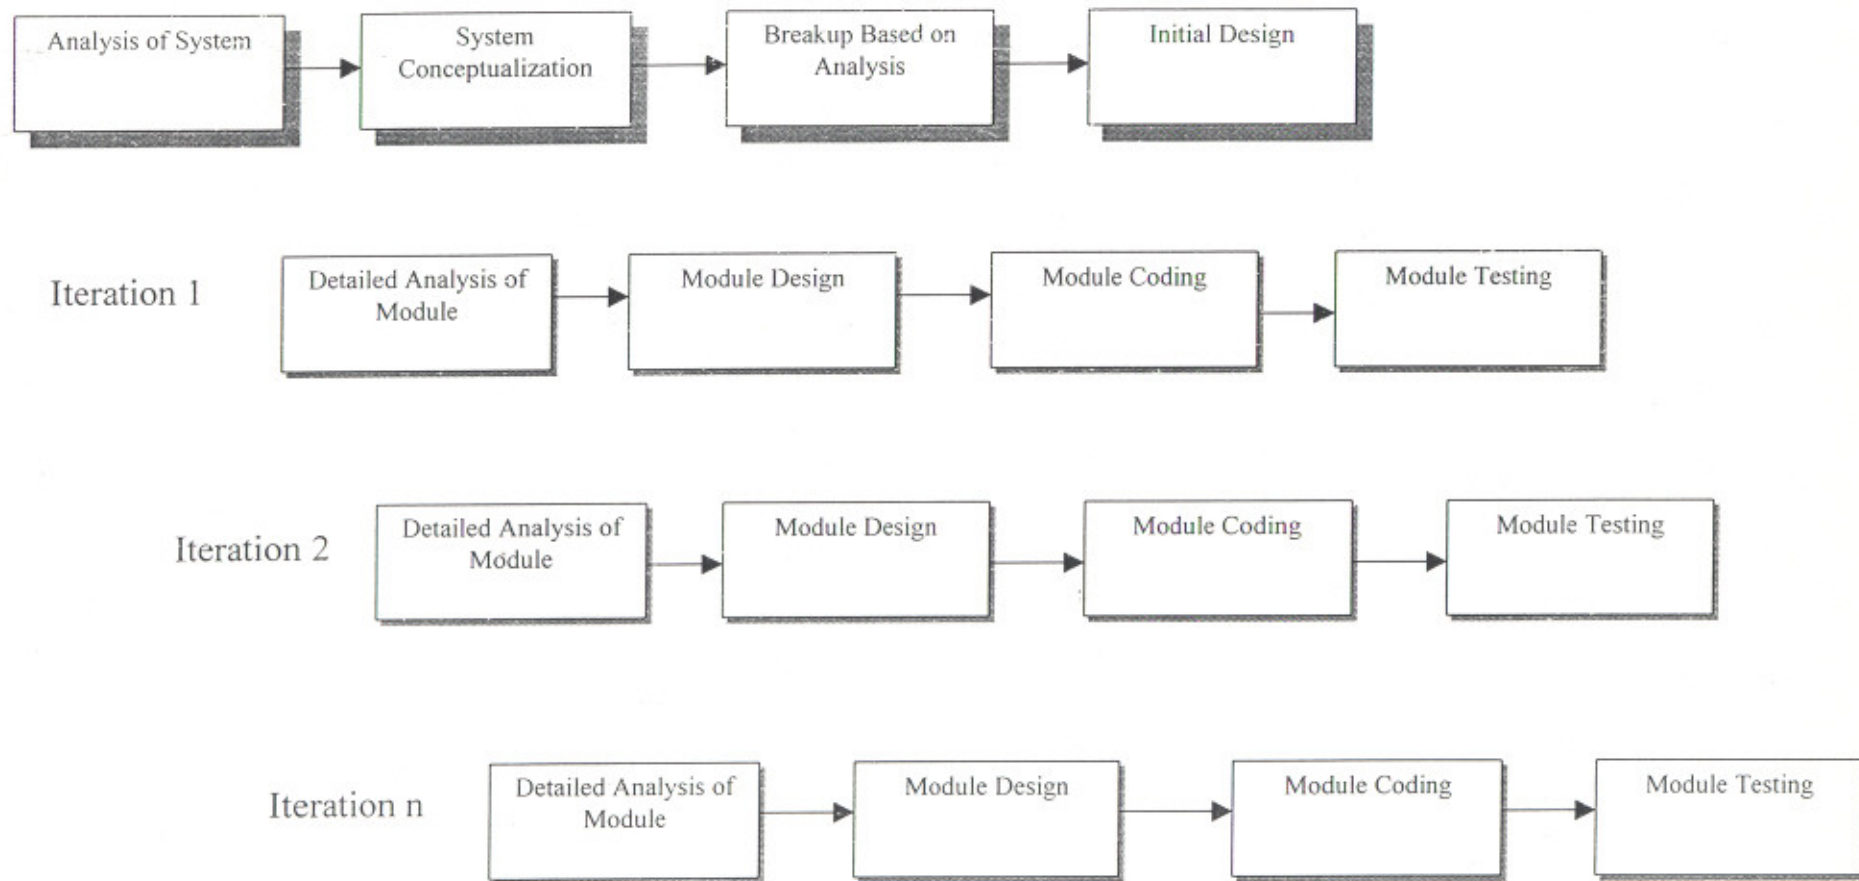 Analysis of System
System
Conceptualization
Breakup Based on
Analysis
Initial Design
Iteration 1
Detailed Analysis of
Module
Module Design
Module Coding
Module Testing
Iteration 2
Detailed Analysis of
Module
Module Design
Module Coding
Module Testing
Iteration n
Detailed Analysis of
Module
Module Design
Module Coding
Module Testing